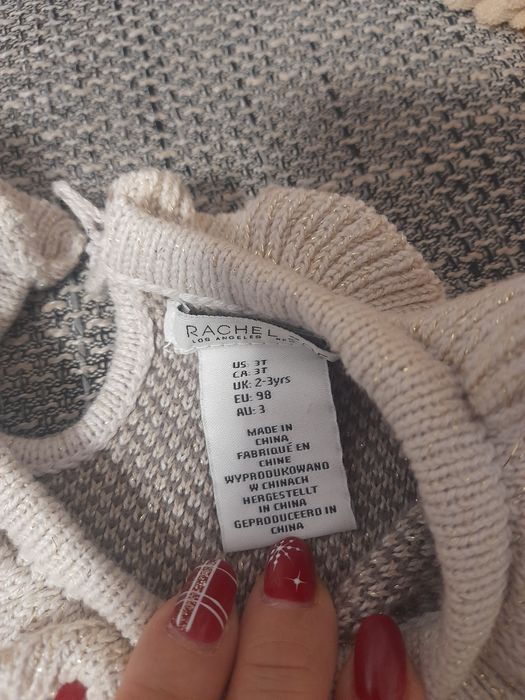 RACHEL
LOS ANGELES
US: 3T
CA: 3T
UK: 2-3yrs
EU: 98
AU: 3
MADE IN
CHINA
FABRIQUÉ EN
CHINE
WYPRODUKOWANO
W CHINACH
HERGESTELLT
IN CHINA
GEPRODUCEERD IN
CHINA